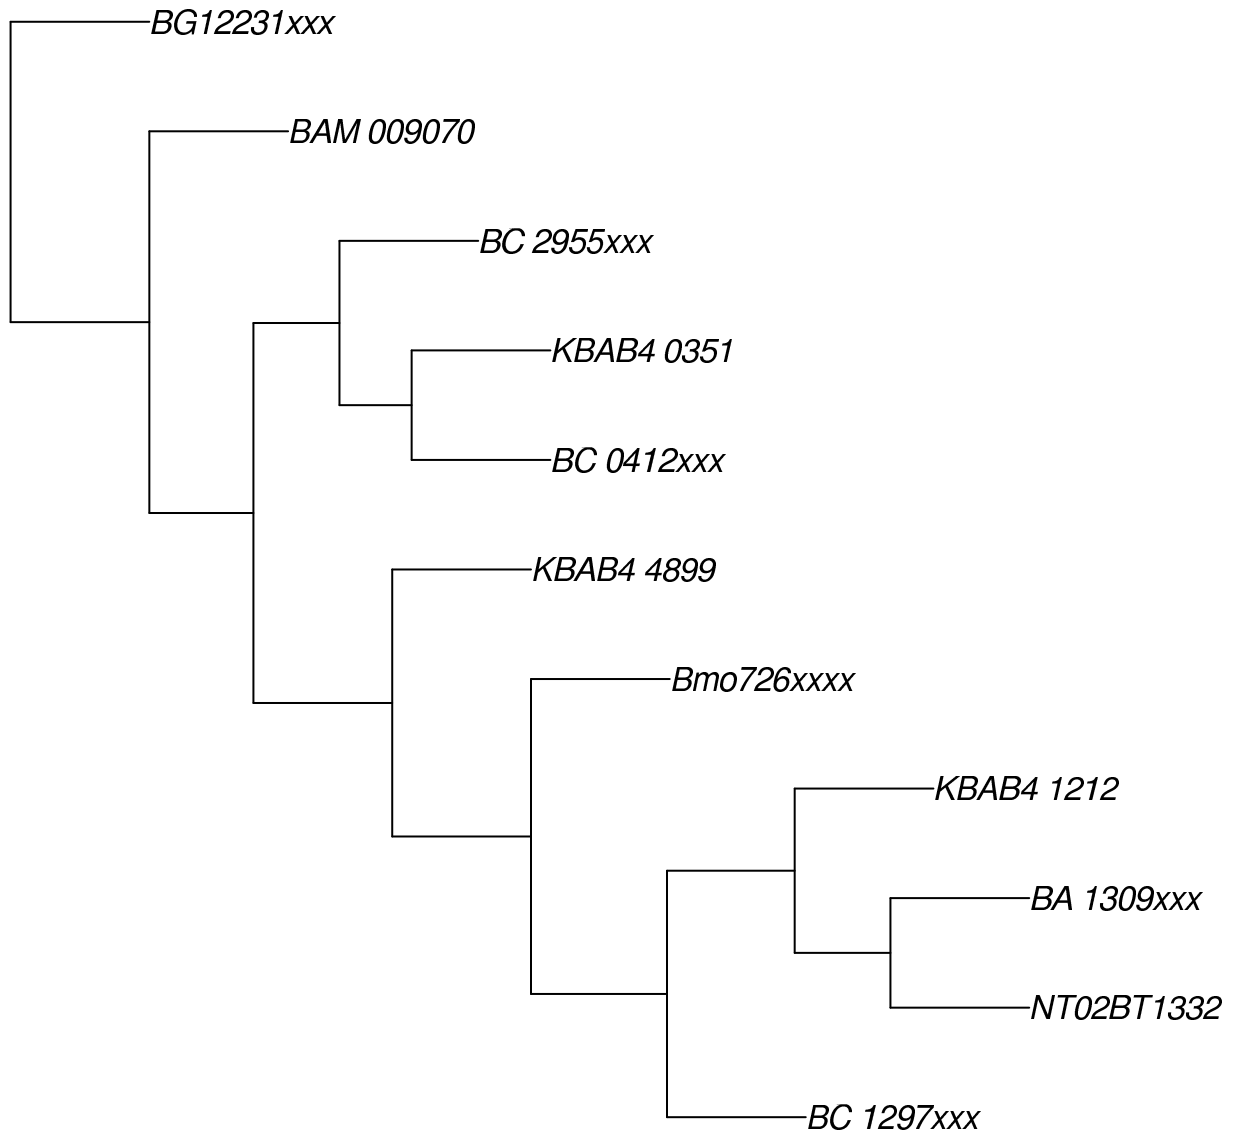 BG12231xxx
BAM 009070
BC 2955xxx
KBAB4 0351
BC 0412xxx
KBAB4 4899
Bmo726xxxx
KBAB4 1212
BA 1309xxx
NT02BT1332
BC 1297xxx